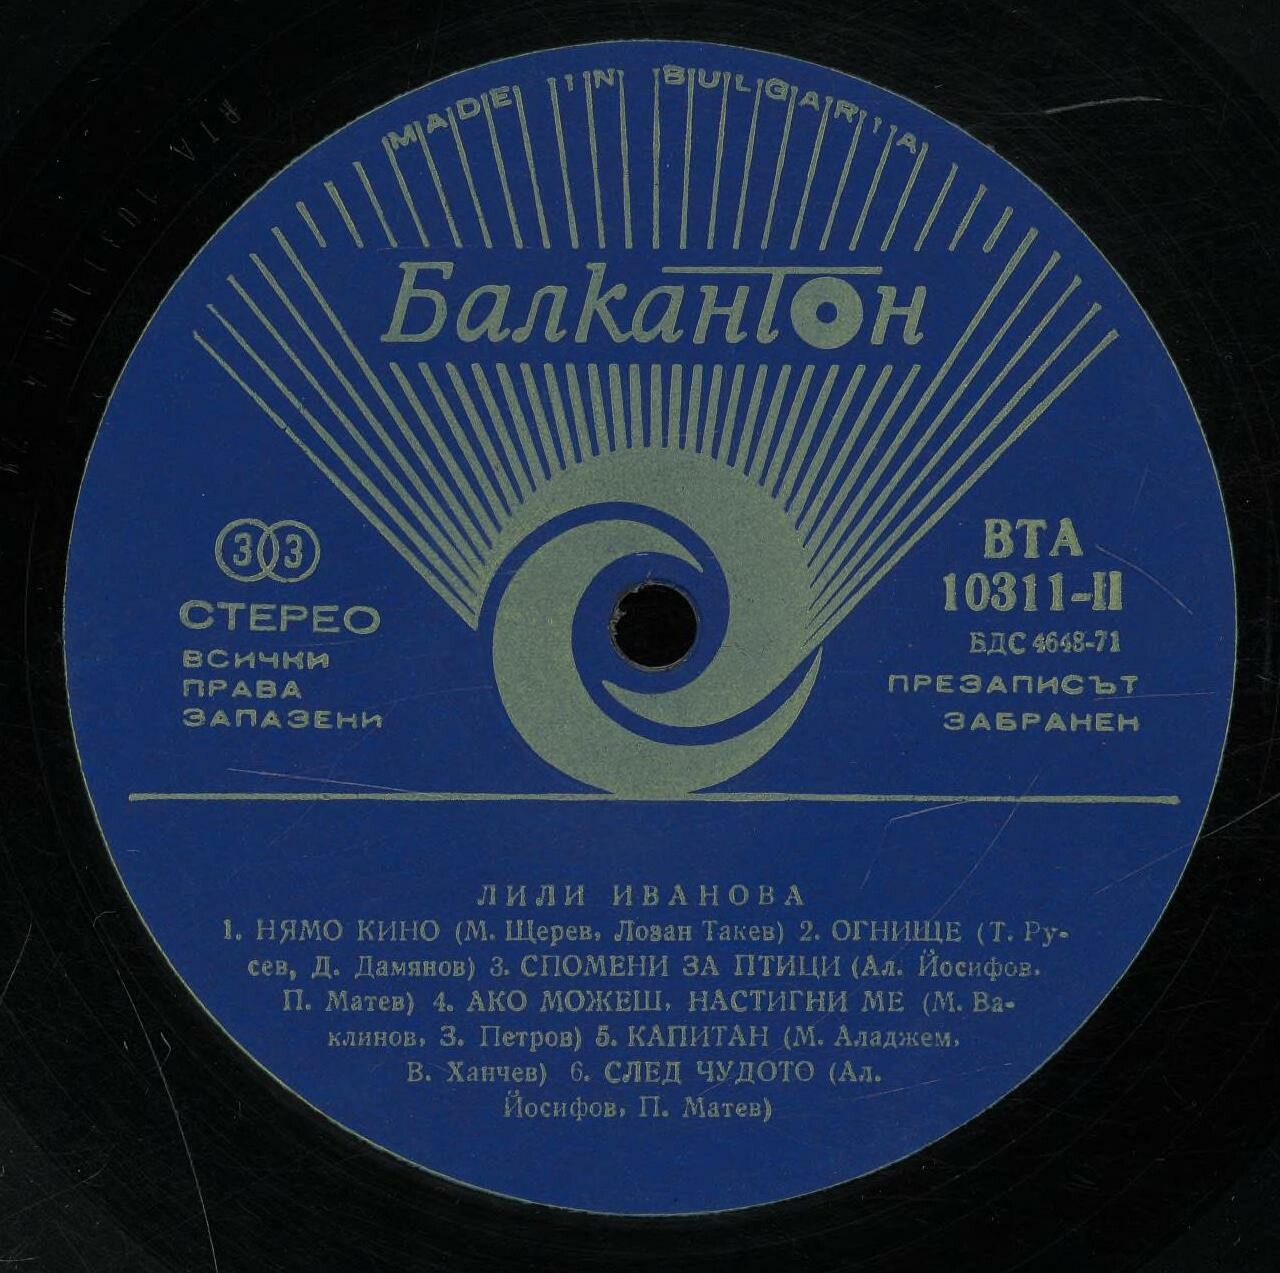 MADE IN BULGARIA
Балкантон
33
СТЕРЕО
ВСИЧКИ
ПРАВА
ЗАПАЗЕНИ
ВТА
10311-II
БДС 4648-71
ПРЕЗАПИСЪТ
ЗАБРАНЕН
ЛИЛИ ИВАНОВА
1. НЯМО КИНО (М. Щерев, Лозан Такев) 2. ОГНИЩЕ (Т. Ру-
сев, Д. Дамянов) 3. СПОМЕНИ ЗА ПТИЦИ (Ал. Йосифов,
П. Матев) 4. АКО МОЖЕШ, НАСТИГНИ МЕ (М. Ва-
клинов, З. Петров) 5. КАПИТАН (М. Аладжем,
В. Ханчев) 6. СЛЕД ЧУДОТО (Ал.
Йосифов, П. Матев)